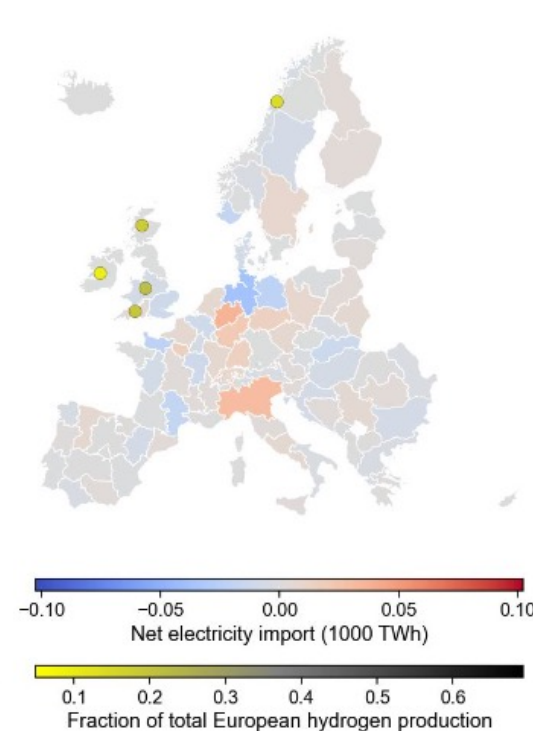 −0.10 −0.05 0.00 0.05 0.10
Net electricity import (1000 TWh)
0.1 0.2 0.3 0.4 0.5 0.6
Fraction of total European hydrogen production